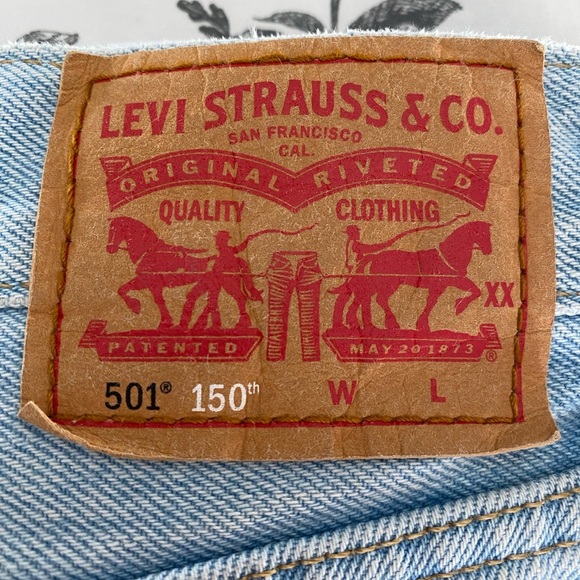 LEVI STRAUSS & CO.
SAN FRANCISCO
CAL.
ORIGINAL RIVETED
QUALITY CLOTHING
XX
PATENTED MAY 20 1873 ®
501® 150th W L